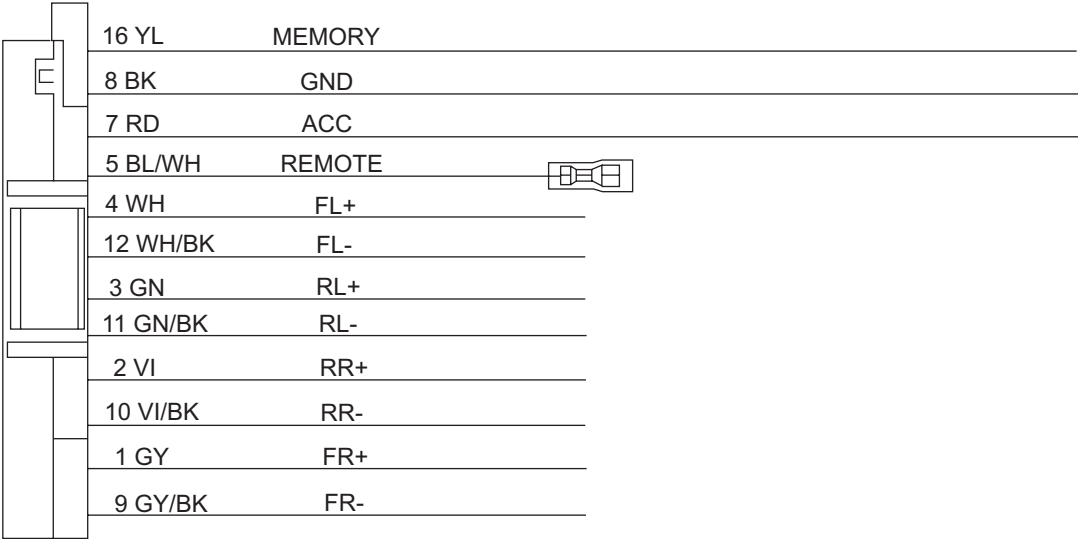 16 YL MEMORY
8 BK GND
7 RD ACC
5 BL/WH REMOTE
4 WH FL+
12 WH/BK FL-
3 GN RL+
11 GN/BK RL-
2 VI RR+
10 VI/BK RR-
1 GY FR+
9 GY/BK FR-